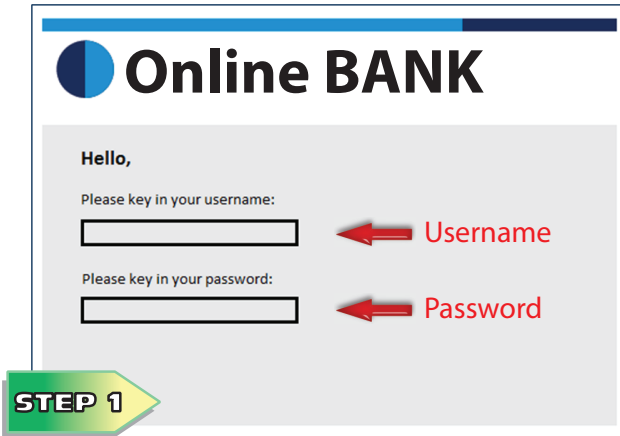 Online BANK
Hello,
Please key in your username:
Username
Please key in your password:
Password
STEP 1